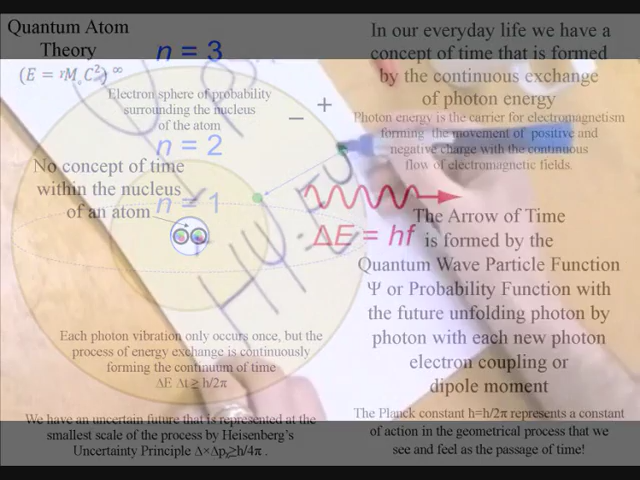 Quantum Atom
Theory
n = 3
Electron sphere of probability
surrounding the nucleus
of the atom
n = 2
No concept of time
within the nucleus
of an atom
n = 1
− +
ΔE = hf
HΨ=EΨ
Each photon vibration only occurs once, but the
process of energy exchange is continuously
forming the continuum of time
ΔE Δt ≥ h/2π
We have an uncertain future that is represented at the
smallest scale of the process by Heisenberg's
Uncertainty Principle Δ×Δp≥h/4π .
In our everyday life we have a
concept of time that is formed
by the continuous exchange
of photon energy
Photon energy is the carrier for electromagnetism
forming the movement of positive and
negative charge with the continuous
flow of electromagnetic fields.
The Arrow of Time
is formed by the
Quantum Wave Particle Function
Ψ or Probability Function with
the future unfolding photon by
photon with each new photon
electron coupling or
dipole moment
The Planck constant h=h/2π represents a constant
of action in the geometrical process that we
see and feel as the passage of time!